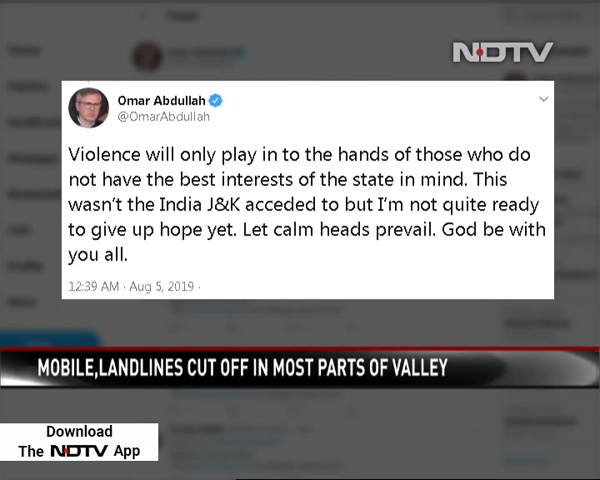 NDTV
Omar Abdullah
@OmarAbdullah
Violence will only play in to the hands of those who do
not have the best interests of the state in mind. This
wasn't the India J&K acceded to but I'm not quite ready
to give up hope yet. Let calm heads prevail. God be with
you all.
12:39 AM · Aug 5, 2019 ·
MOBILE,LANDLINES CUT OFF IN MOST PARTS OF VALLEY
Download
The NDTV App